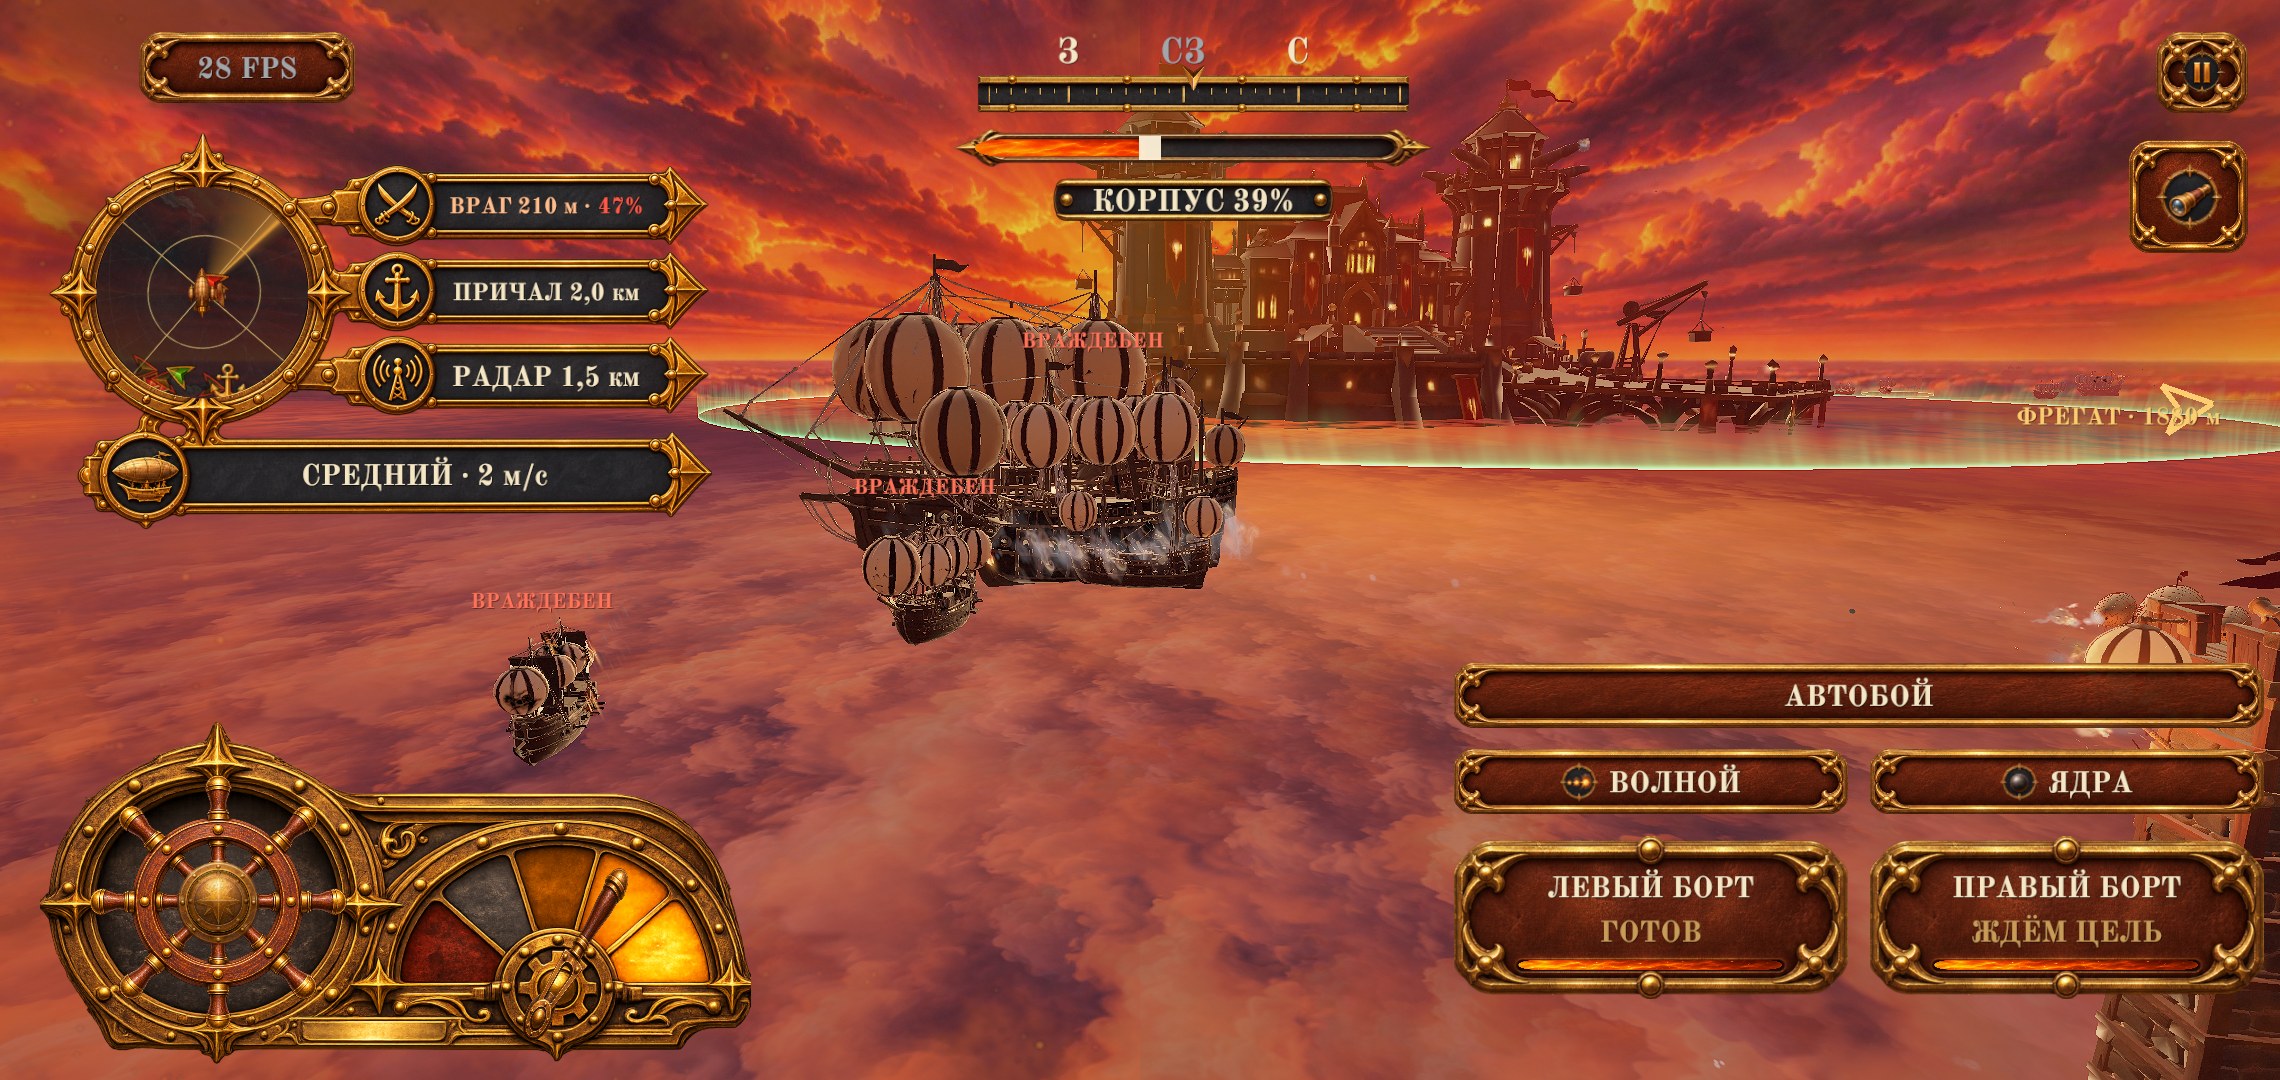 28 FPS
З СЗ С
КОРПУС 39%
ВРАГ 210 м · 47%
ПРИЧАЛ 2,0 км
РАДАР 1,5 км
СРЕДНИЙ · 2 м/с
ВРАЖДЕБЕН
ВРАЖДЕБЕН
ВРАЖДЕБЕН
ФРЕГАТ · 1880 м
АВТОБОЙ
ВОЛНОЙ
ЯДРА
ЛЕВЫЙ БОРТ
ГОТОВ
ПРАВЫЙ БОРТ
ЖДЁМ ЦЕЛЬ